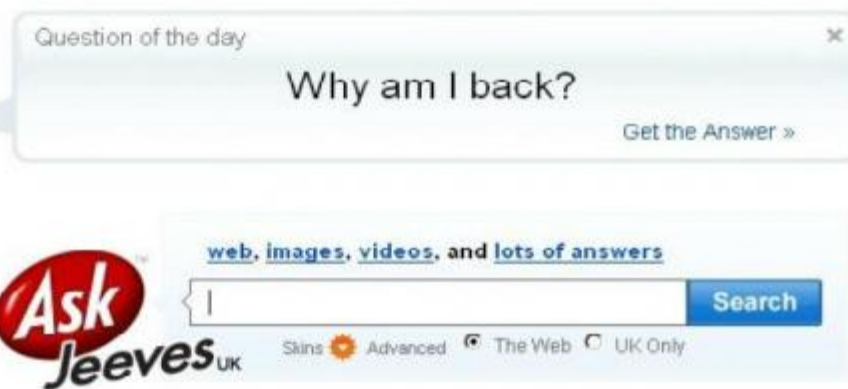 Question of the day
Why am I back?
Get the Answer »
web, images, videos, and lots of answers
Search
Ask
Jeeves UK
Skins Advanced The Web UK Only